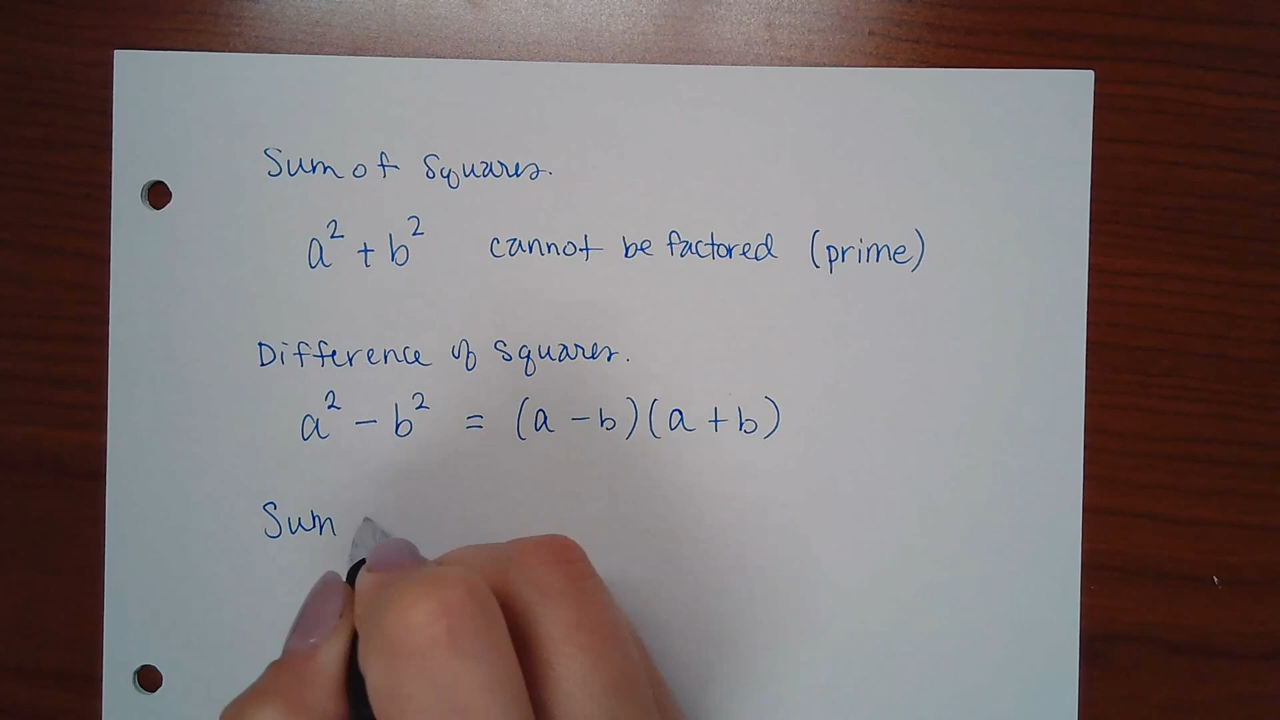 Sum of squares.
a² + b² cannot be factored (prime)
Difference of squares.
a² - b² = (a - b)(a + b)
Sum